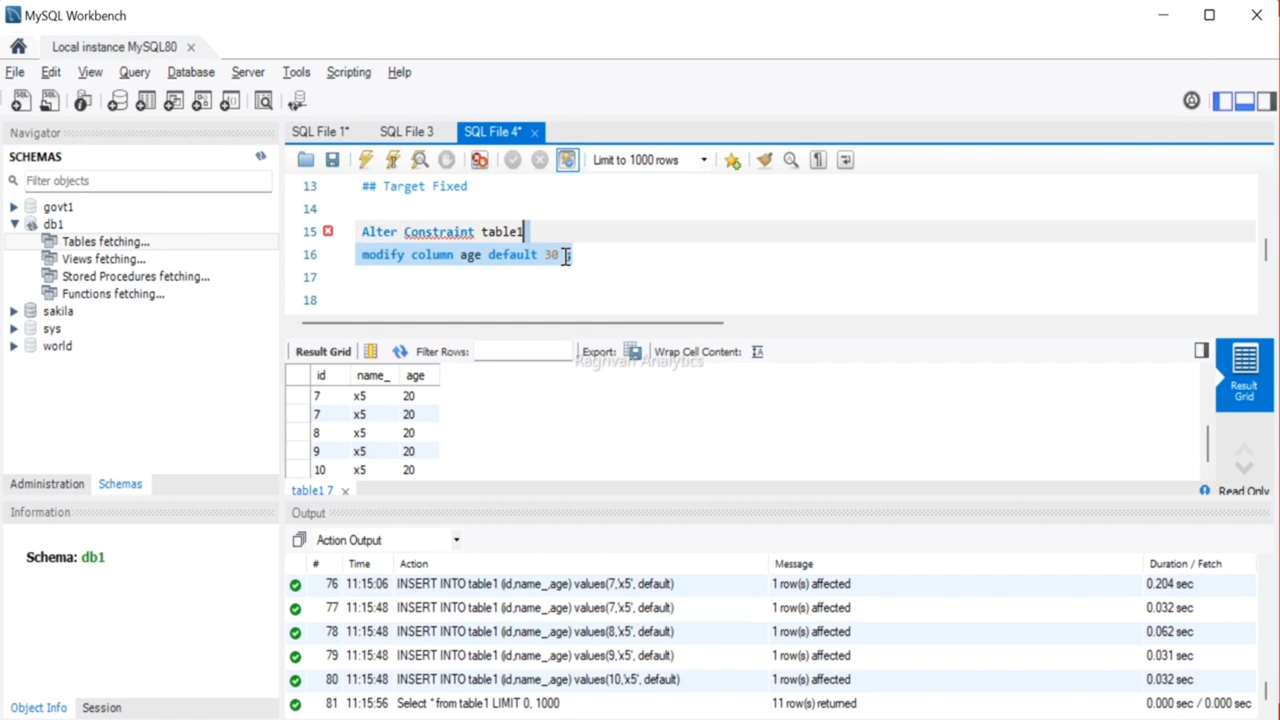 MySQL Workbench
Local instance MySQL80
File Edit View Query Database Server Tools Scripting Help
Navigator
SCHEMAS
Filter objects
govt1
db1
Tables fetching...
Views fetching...
Stored Procedures fetching...
Functions fetching...
sakila
sys
world
Administration Schemas
Information
Schema: db1
Object Info Session
SQL File 1* SQL File 3 SQL File 4*
Limit to 1000 rows
13 ## Target Fixed
14
15 Alter Constraint table1
16 modify column age default 30;
17
18
Result Grid Filter Rows: Export: Wrap Cell Content:
Raghvan Analytics
id name_ age
7 x5 20
7 x5 20
8 x5 20
9 x5 20
10 x5 20
Result
Grid
table1 7
Read Only
Output
Action Output
# Time Action Message Duration / Fetch
76 11:15:06 INSERT INTO table1 (id,name_,age) values(7,'x5', default) 1 row(s) affected 0.204 sec
77 11:15:48 INSERT INTO table1 (id,name_,age) values(7,'x5', default) 1 row(s) affected 0.032 sec
78 11:15:48 INSERT INTO table1 (id,name_,age) values(8,'x5', default) 1 row(s) affected 0.062 sec
79 11:15:48 INSERT INTO table1 (id,name_,age) values(9,'x5', default) 1 row(s) affected 0.031 sec
80 11:15:48 INSERT INTO table1 (id,name_,age) values(10,'x5', default) 1 row(s) affected 0.032 sec
81 11:15:56 Select * from table1 LIMIT 0, 1000 11 row(s) returned 0.000 sec / 0.000 sec